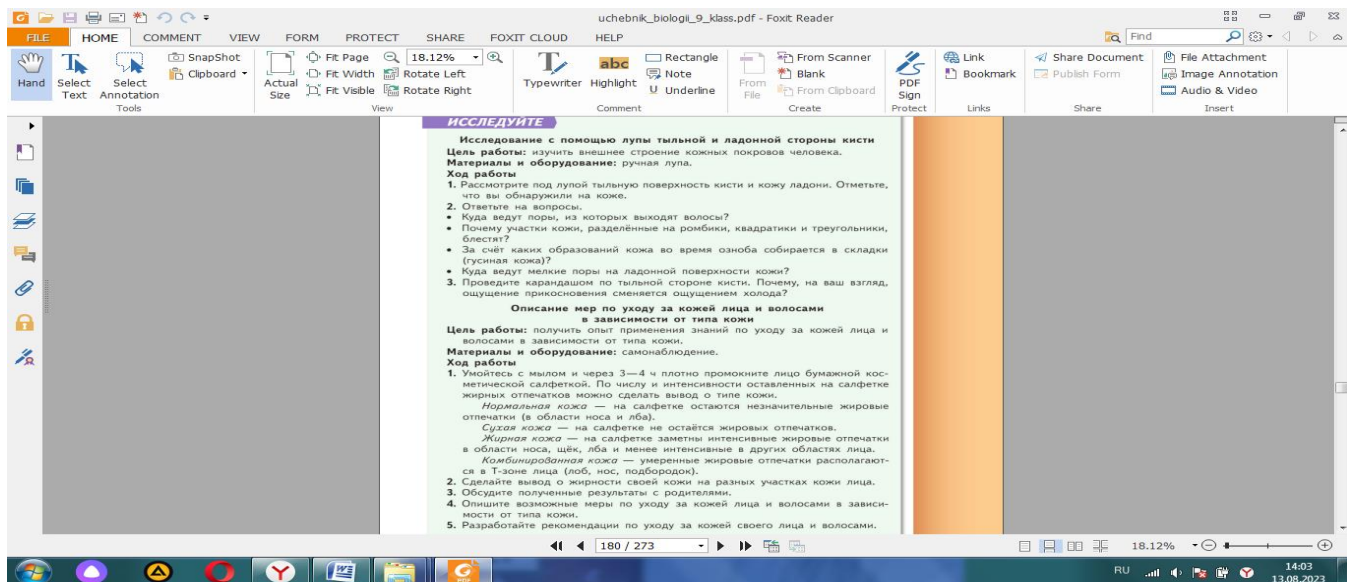 uchebnik_biologii_9_klass.pdf - Foxit Reader
FILE HOME COMMENT VIEW FORM PROTECT SHARE FOXIT CLOUD HELP Find
Hand
Select Text
Select Annotation
SnapShot
Clipboard
Tools
Actual Size
Fit Page
Fit Width
Fit Visible
18.12%
Rotate Left
Rotate Right
View
Typewriter
Highlight
Rectangle
Note
Underline
Comment
From File
From Scanner
Blank
From Clipboard
Create
PDF Sign
Protect
Link
Bookmark
Links
Share Document
Publish Form
Share
File Attachment
Image Annotation
Audio & Video
Insert
ИССЛЕДУЙТЕ
Исследование с помощью лупы тыльной и ладонной стороны кисти
Цель работы: изучить внешнее строение кожных покровов человека.
Материалы и оборудование: ручная лупа.
Ход работы
1. Рассмотрите под лупой тыльную поверхность кисти и кожу ладони. Отметьте,
что вы обнаружили на коже.
2. Ответьте на вопросы.
• Куда ведут поры, из которых выходят волосы?
• Почему участки кожи, разделённые на ромбики, квадратики и треугольники,
блестят?
• За счёт каких образований кожа во время озноба собирается в складки
(гусиная кожа)?
• Куда ведут мелкие поры на ладонной поверхности кожи?
3. Проведите карандашом по тыльной стороне кисти. Почему, на ваш взгляд,
ощущение прикосновения сменяется ощущением холода?
Описание мер по уходу за кожей лица и волосами
в зависимости от типа кожи
Цель работы: получить опыт применения знаний по уходу за кожей лица и
волосами в зависимости от типа кожи.
Материалы и оборудование: самонаблюдение.
Ход работы
1. Умойтесь с мылом и через 3—4 ч плотно промокните лицо бумажной кос-
метической салфеткой. По числу и интенсивности оставленных на салфетке
жирных отпечатков можно сделать вывод о типе кожи.
Нормальная кожа — на салфетке остаются незначительные жировые
отпечатки (в области носа и лба).
Сухая кожа — на салфетке не остаётся жировых отпечатков.
Жирная кожа — на салфетке заметны интенсивные жировые отпечатки
в области носа, щёк, лба и менее интенсивные в других областях лица.
Комбинированная кожа — умеренные жировые отпечатки располагают-
ся в Т-зоне лица (лоб, нос, подбородок).
2. Сделайте вывод о жирности своей кожи на разных участках кожи лица.
3. Обсудите полученные результаты с родителями.
4. Опишите возможные меры по уходу за кожей лица и волосами в зависи-
мости от типа кожи.
5. Разработайте рекомендации по уходу за кожей своего лица и волосами.
180 / 273
18.12%
RU
14:03
13.08.2023